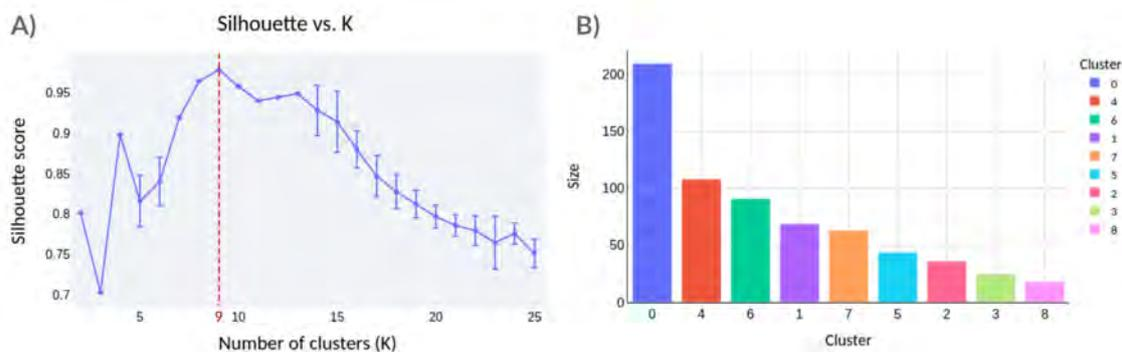 A)
Silhouette vs. K
Silhouette score
0.95
0.9
0.85
0.8
0.75
0.7
5
9
10
15
20
25
Number of clusters (K)
B)
Size
200
150
100
50
0
0 4 6 1 7 5 2 3 8
Cluster
Cluster
0
4
6
1
7
5
2
3
8